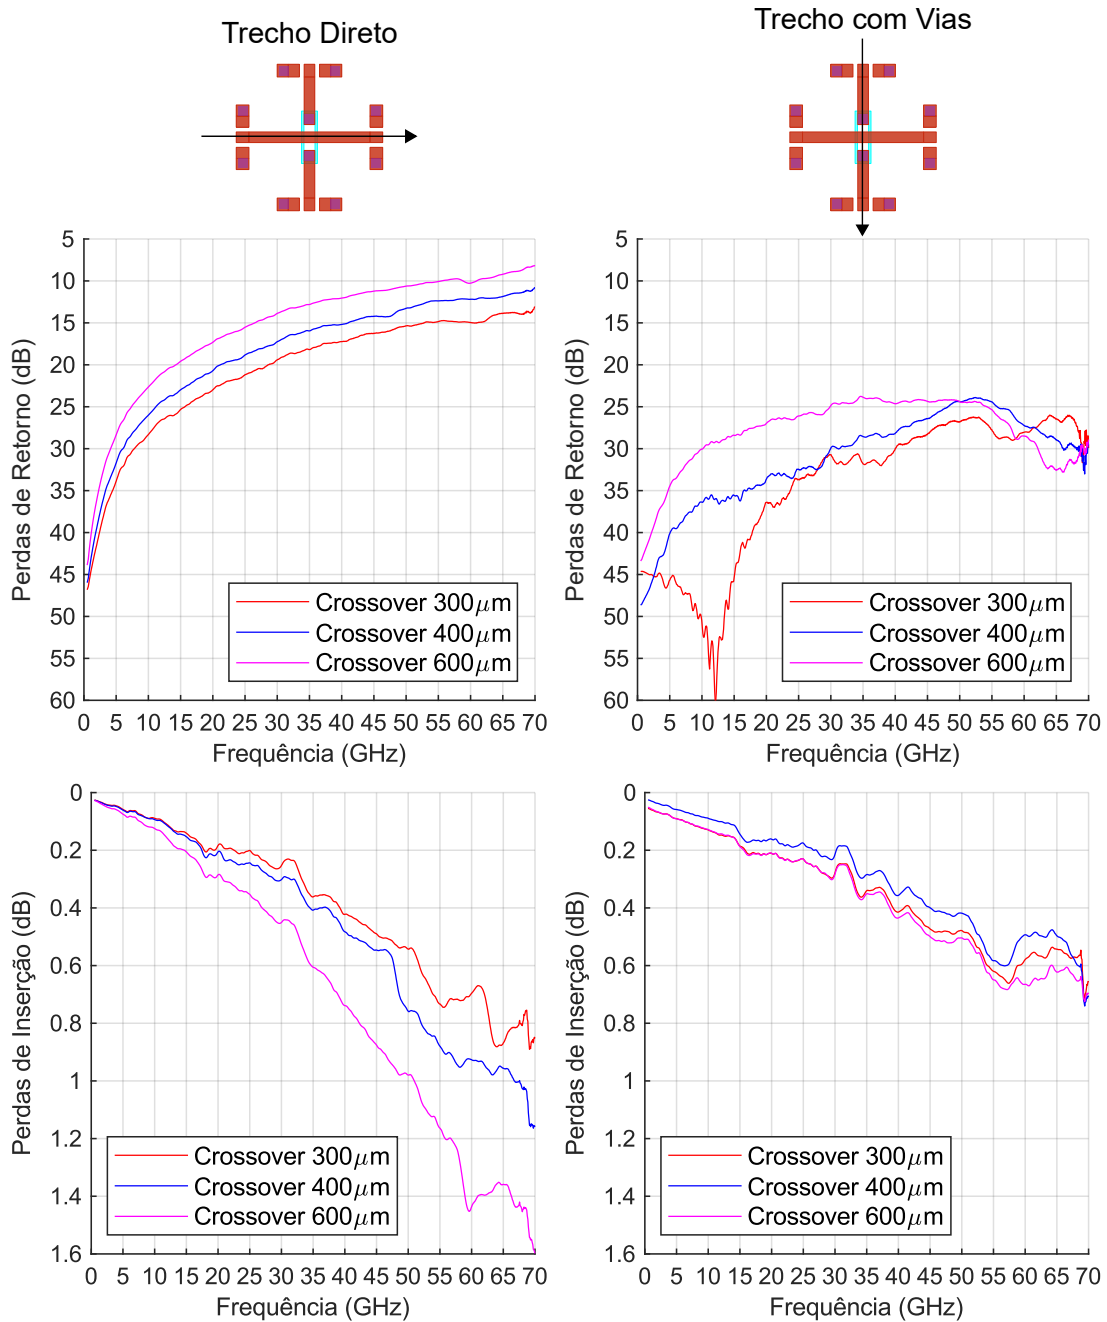 Trecho Direto
Trecho com Vias
5
10
15
20
25
30
35
40
45
50
55
60
Perdas de Retorno (dB)
Crossover 300μm
Crossover 400μm
Crossover 600μm
0 5 10 15 20 25 30 35 40 45 50 55 60 65 70
Frequência (GHz)
5
10
15
20
25
30
35
40
45
50
55
60
Perdas de Retorno (dB)
Crossover 300μm
Crossover 400μm
Crossover 600μm
0 5 10 15 20 25 30 35 40 45 50 55 60 65 70
Frequência (GHz)
0
0.2
0.4
0.6
0.8
1
1.2
1.4
1.6
Perdas de Inserção (dB)
Crossover 300μm
Crossover 400μm
Crossover 600μm
0 5 10 15 20 25 30 35 40 45 50 55 60 65 70
Frequência (GHz)
0
0.2
0.4
0.6
0.8
1
1.2
1.4
1.6
Perdas de Inserção (dB)
Crossover 300μm
Crossover 400μm
Crossover 600μm
0 5 10 15 20 25 30 35 40 45 50 55 60 65 70
Frequência (GHz)